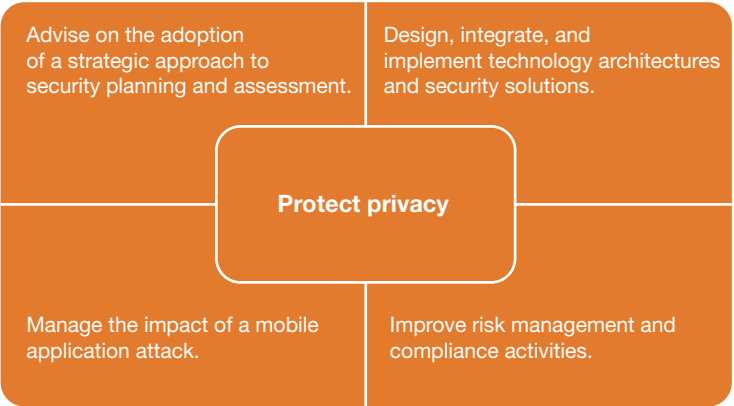 Advise on the adoption
of a strategic approach to
security planning and assessment.
Design, integrate, and
implement technology architectures
and security solutions.
Protect privacy
Manage the impact of a mobile
application attack.
Improve risk management and
compliance activities.